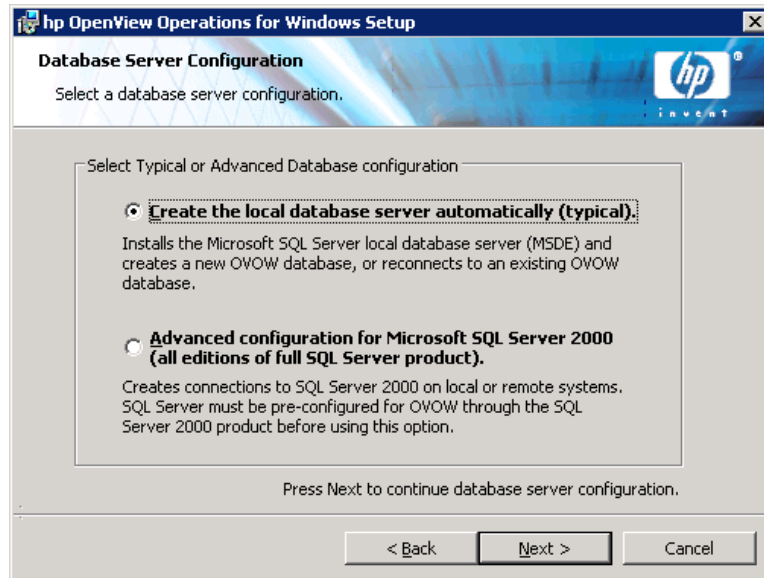 hp OpenView Operations for Windows Setup
Database Server Configuration
Select a database server configuration.
hp
®
invent
Select Typical or Advanced Database configuration
Create the local database server automatically (typical).
Installs the Microsoft SQL Server local database server (MSDE) and
creates a new OVOW database, or reconnects to an existing OVOW
database.
Advanced configuration for Microsoft SQL Server 2000
(all editions of full SQL Server product).
Creates connections to SQL Server 2000 on local or remote systems.
SQL Server must be pre-configured for OVOW through the SQL
Server 2000 product before using this option.
Press Next to continue database server configuration.
< Back
Next >
Cancel